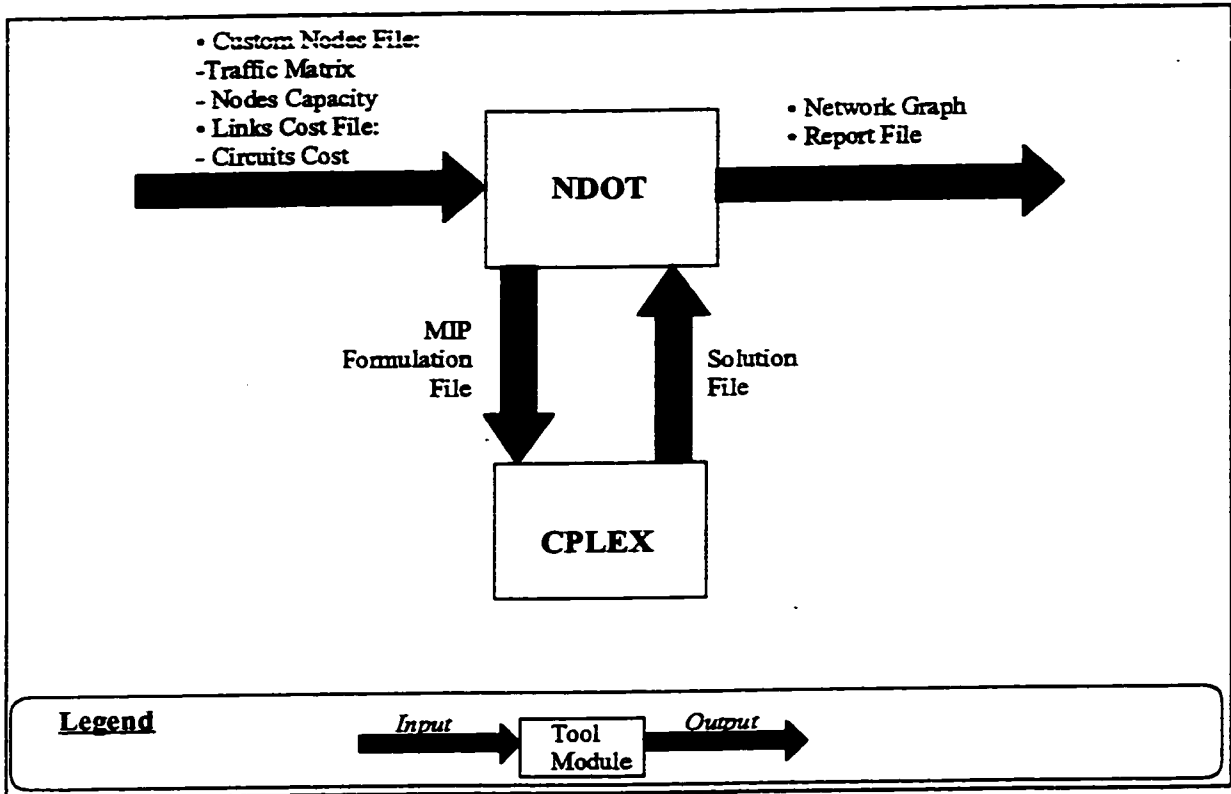 • Custom Nodes File:
-Traffic Matrix
- Nodes Capacity
• Links Cost File:
- Circuits Cost
• Network Graph
• Report File
NDOT
MIP
Formulation
File
Solution
File
CPLEX
Legend
Input
Tool
Module
Output